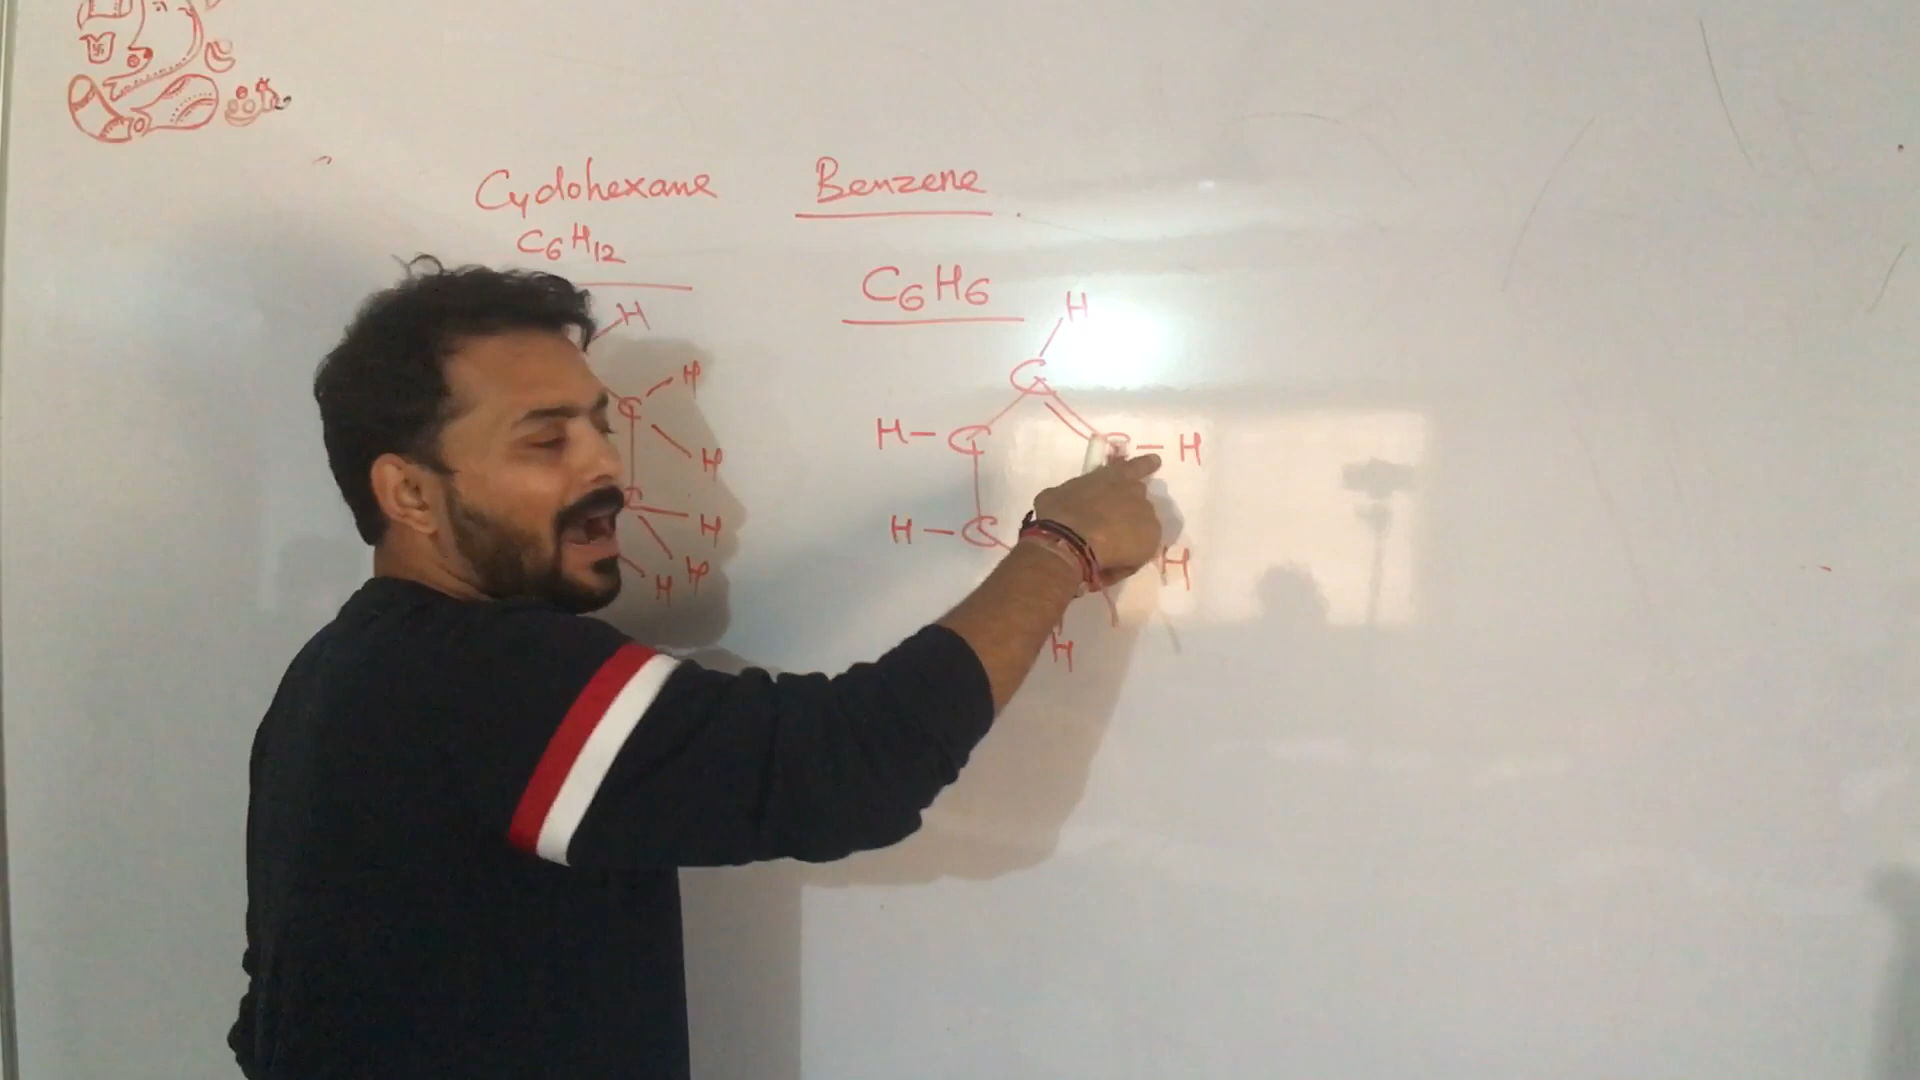 Cyclohexane
C6H12
H
C H
H
C H
H
H
Benzene
C6H6
H
C
H-C C-H
H-C H
H